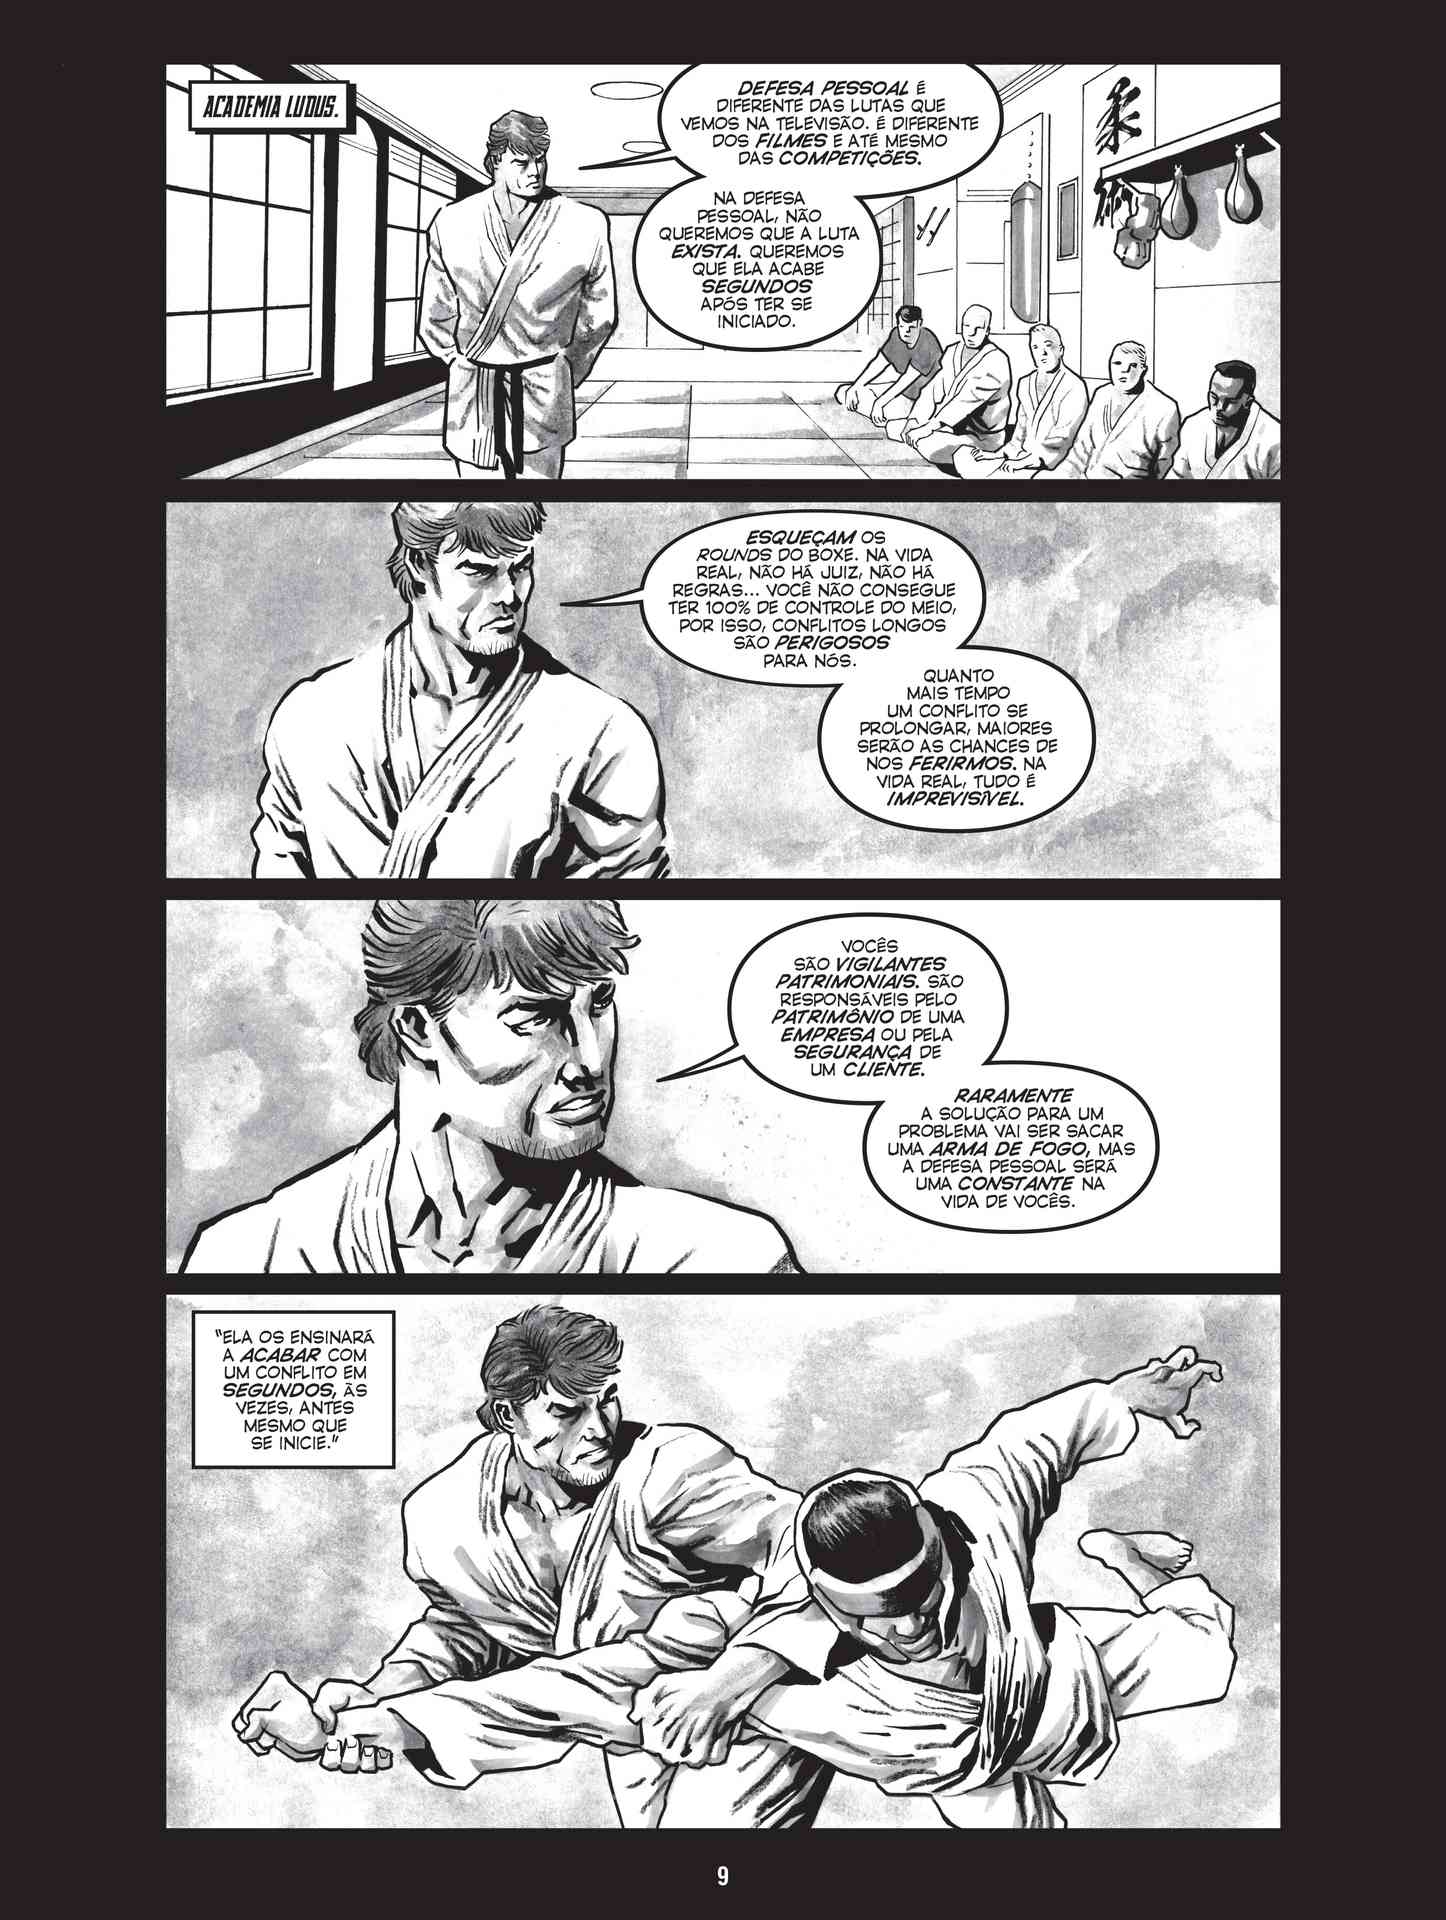 ACADEMIA LUDUS.
DEFESA PESSOAL É
DIFERENTE DAS LUTAS QUE
VEMOS NA TELEVISÃO. É DIFERENTE
DOS FILMES E ATÉ MESMO
DAS COMPETIÇÕES.
NA DEFESA
PESSOAL, NÃO
QUEREMOS QUE A LUTA
EXISTA. QUEREMOS
QUE ELA ACABE
SEGUNDOS
APÓS TER SE
INICIADO.
柔
ESQUEÇAM OS
ROUNDS DO BOXE. NA VIDA
REAL, NÃO HÁ JUIZ, NÃO HÁ
REGRAS... VOCÊ NÃO CONSEGUE
TER 100% DE CONTROLE DO MEIO,
POR ISSO, CONFLITOS LONGOS
SÃO PERIGOSOS
PARA NÓS.
QUANTO
MAIS TEMPO
UM CONFLITO SE
PROLONGAR, MAIORES
SERÃO AS CHANCES DE
NOS FERIRMOS. NA
VIDA REAL, TUDO É
IMPREVISÍVEL.
VOCÊS
SÃO VIGILANTES
PATRIMONIAIS. SÃO
RESPONSÁVEIS PELO
PATRIMÔNIO DE UMA
EMPRESA OU PELA
SEGURANÇA DE
UM CLIENTE.
RARAMENTE
A SOLUÇÃO PARA UM
PROBLEMA VAI SER SACAR
UMA ARMA DE FOGO, MAS
A DEFESA PESSOAL SERÁ
UMA CONSTANTE NA
VIDA DE VOCÊS.
"ELA OS ENSINARÁ
A ACABAR COM
UM CONFLITO EM
SEGUNDOS, ÀS
VEZES, ANTES
MESMO QUE
SE INICIE."
9